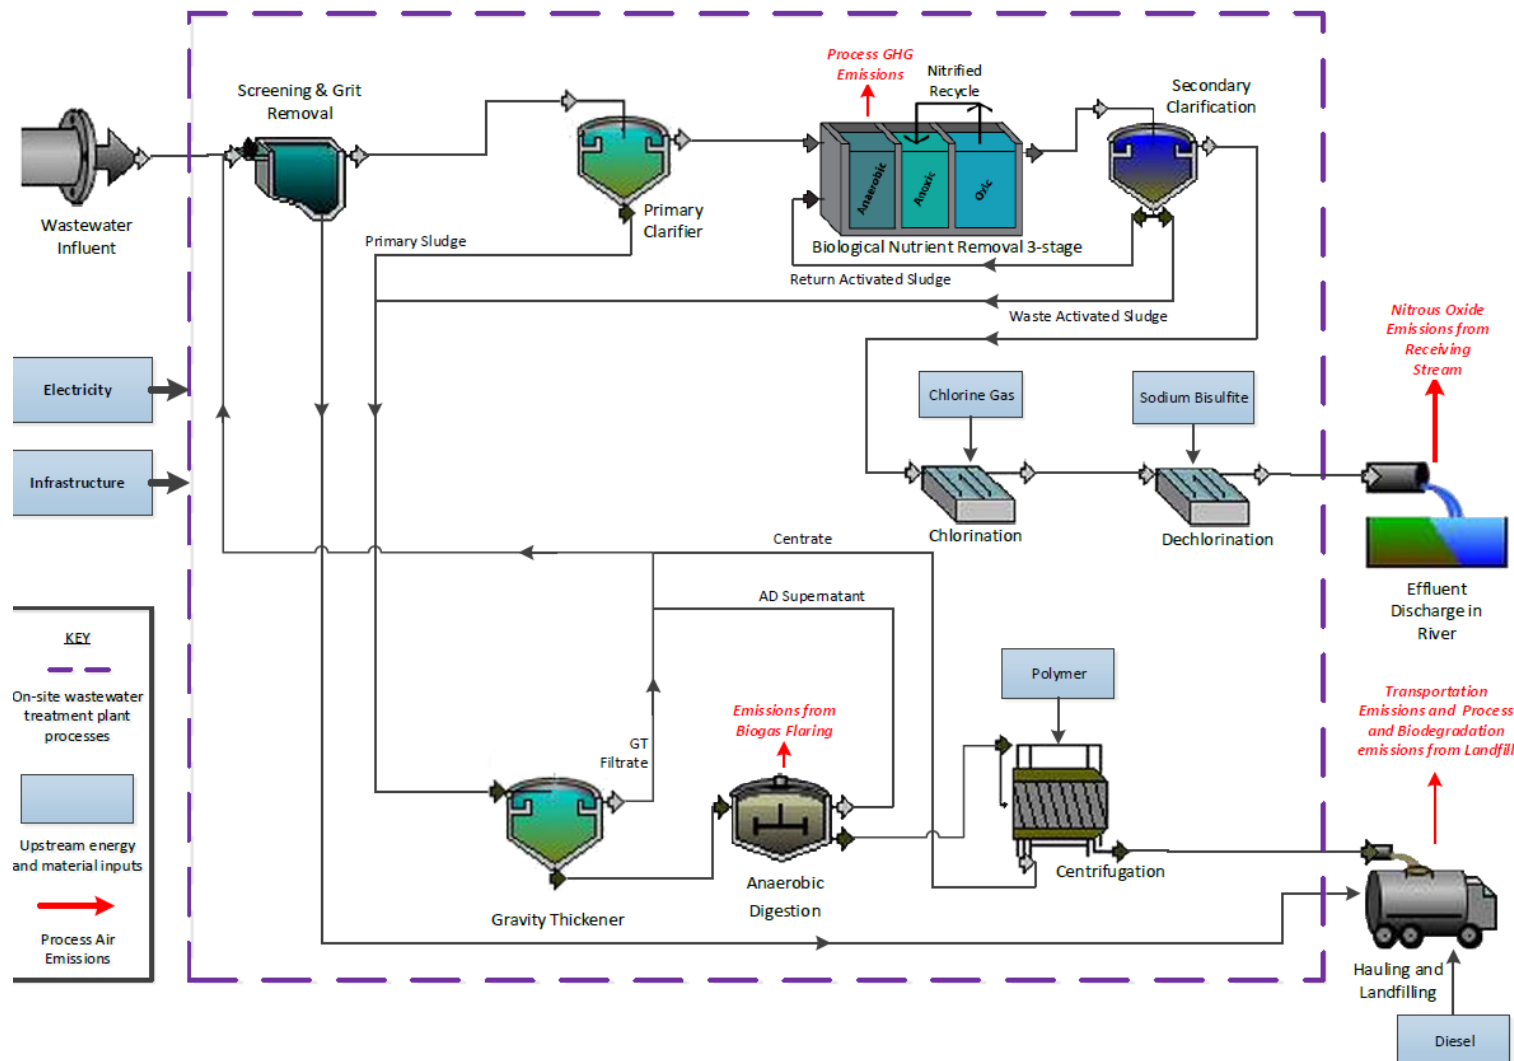 Process GHG
Emissions
Nitrified
Recycle
Secondary
Clarification
Screening & Grit
Removal
Anaerobic
Anoxic
Oxic
Wastewater
Influent
Primary
Clarifier
Primary Sludge
Biological Nutrient Removal 3-stage
Return Activated Sludge
Waste Activated Sludge
Nitrous Oxide
Emissions from
Receiving
Stream
Electricity
Chlorine Gas
Sodium Bisulfite
Infrastructure
Chlorination
Dechlorination
Centrate
AD Supernatant
Effluent
Discharge in
River
KEY
On-site wastewater
treatment plant
processes
Upstream energy
and material inputs
Process Air
Emissions
Polymer
Transportation
Emissions and Process
and Biodegradation
emissions from Landfill
Emissions from
Biogas Flaring
GT
Filtrate
Gravity Thickener
Anaerobic
Digestion
Centrifugation
Hauling and
Landfilling
Diesel